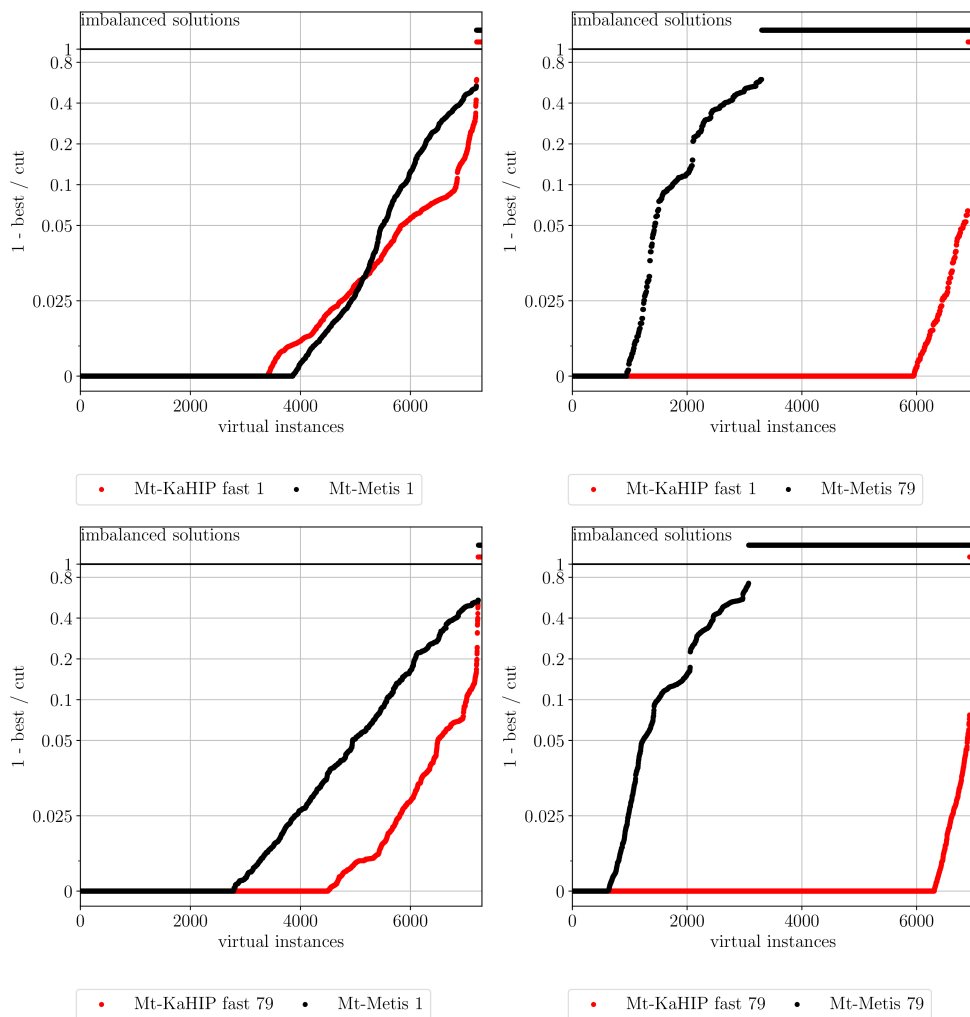 imbalanced solutions
1
0.8
0.4
0.2
0.1
0.05
0.025
0
1 - best / cut
0 2000 4000 6000
virtual instances
Mt-KaHIP fast 1 Mt-Metis 1
imbalanced solutions
1
0.8
0.4
0.2
0.1
0.05
0.025
0
1 - best / cut
0 2000 4000 6000
virtual instances
Mt-KaHIP fast 1 Mt-Metis 79
imbalanced solutions
1
0.8
0.4
0.2
0.1
0.05
0.025
0
1 - best / cut
0 2000 4000 6000
virtual instances
Mt-KaHIP fast 79 Mt-Metis 1
imbalanced solutions
1
0.8
0.4
0.2
0.1
0.05
0.025
0
1 - best / cut
0 2000 4000 6000
virtual instances
Mt-KaHIP fast 79 Mt-Metis 79